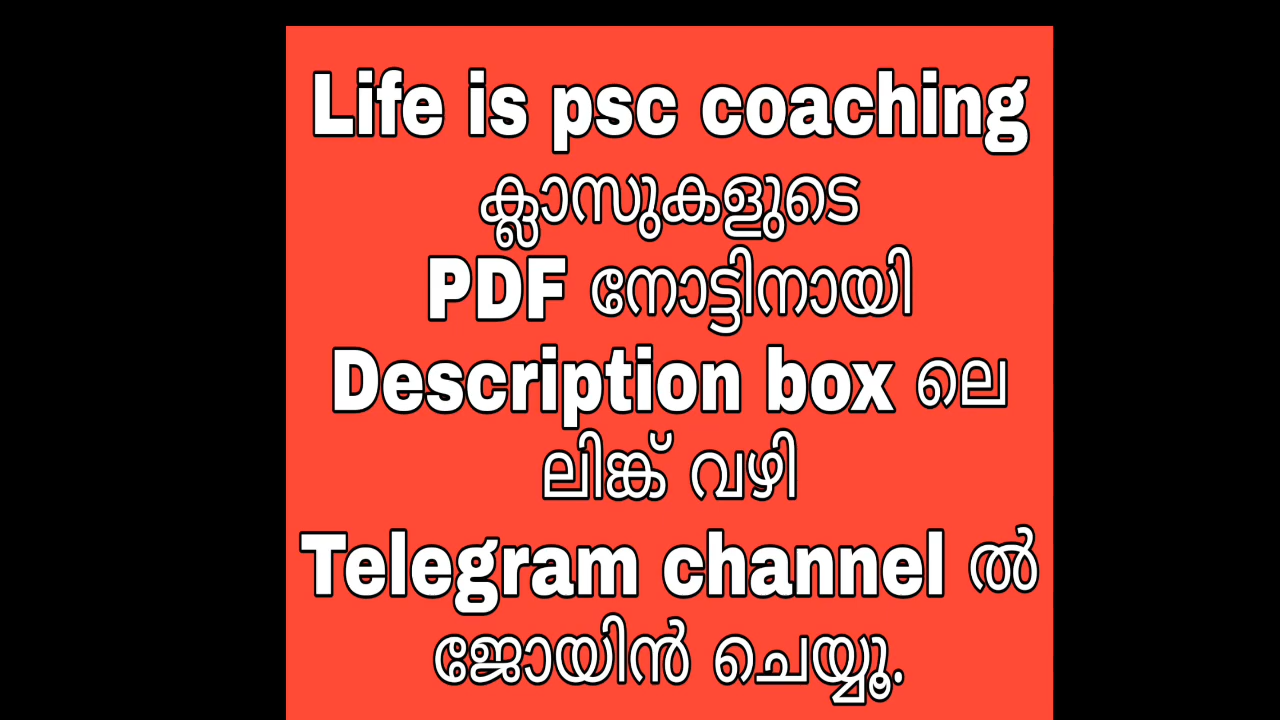 Life is psc coaching
ക്ലാസുകളുടെ
PDF നോട്ടിനായി
Description box ലെ
ലിങ്ക് വഴി
Telegram channel ൽ
ജോയിൻ ചെയ്യൂ.